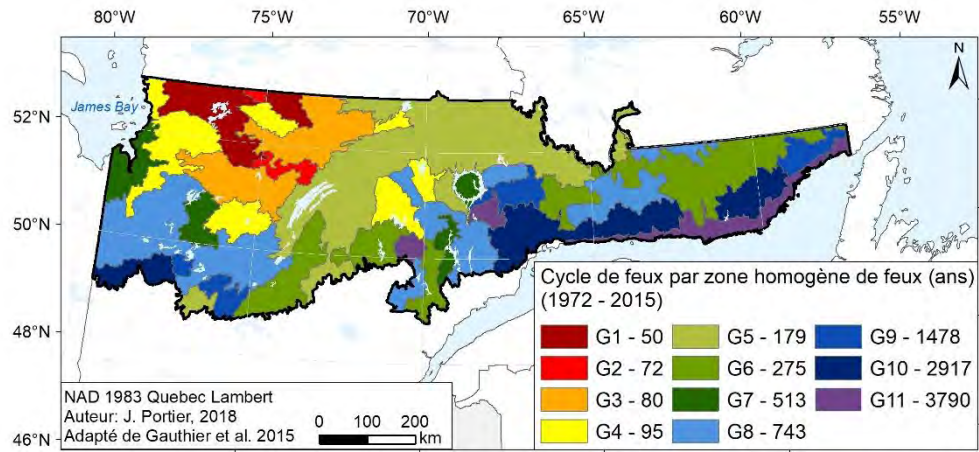 80°W 75°W 70°W 65°W 60°W 55°W
N
52°N
James Bay
50°N
48°N
46°N
Cycle de feux par zone homogène de feux (ans)
(1972 - 2015)
G1 - 50 G5 - 179 G9 - 1478
G2 - 72 G6 - 275 G10 - 2917
G3 - 80 G7 - 513 G11 - 3790
G4 - 95 G8 - 743
NAD 1983 Quebec Lambert
Auteur: J. Portier, 2018
Adapté de Gauthier et al. 2015
0 100 200
km